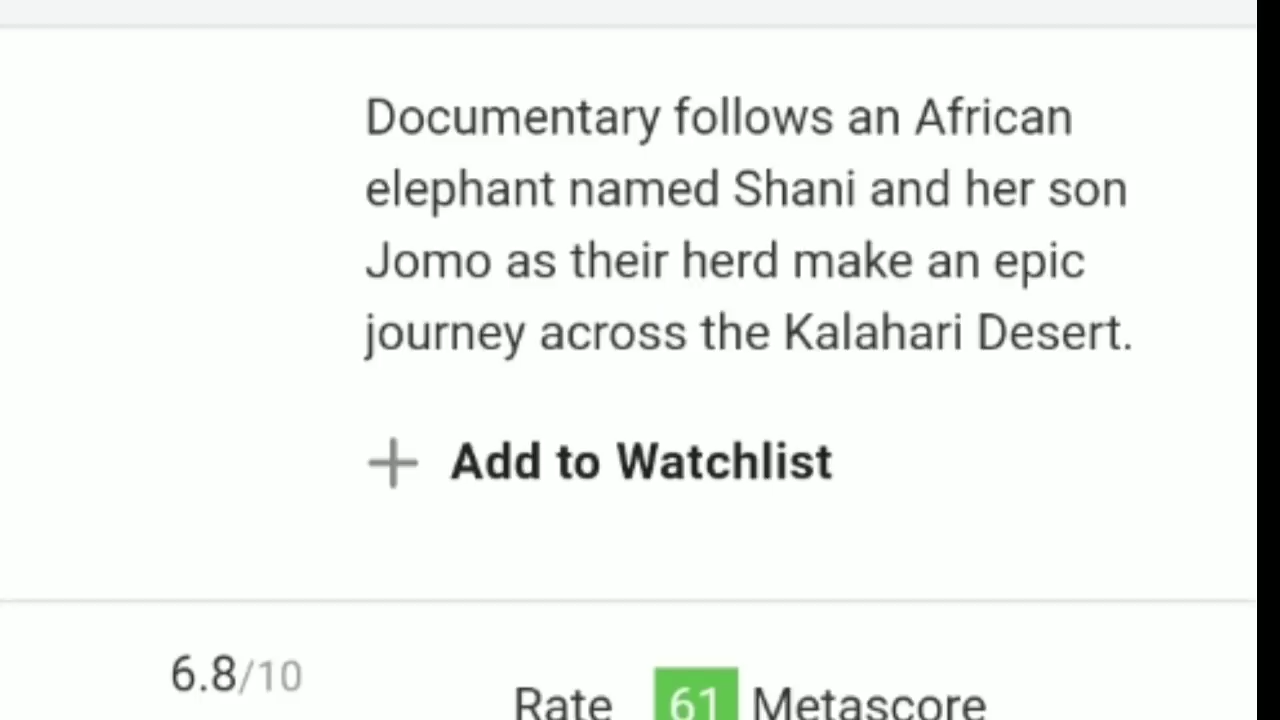 Documentary follows an African
elephant named Shani and her son
Jomo as their herd make an epic
journey across the Kalahari Desert.
Add to Watchlist
6.8/10
Rate 61 Metascore